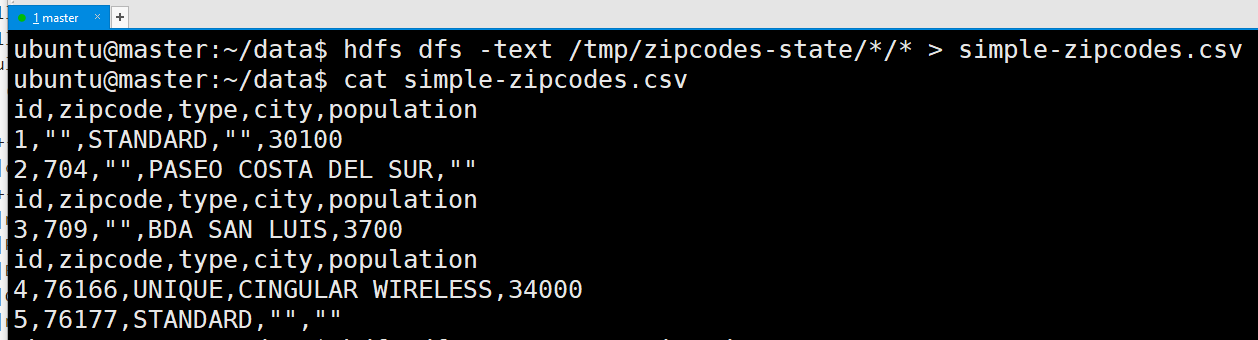 1 master × +
ubuntu@master:~/data$ hdfs dfs -text /tmp/zipcodes-state/*/* > simple-zipcodes.csv
ubuntu@master:~/data$ cat simple-zipcodes.csv
id,zipcode,type,city,population
1,"",STANDARD,"",30100
2,704,"",PASEO COSTA DEL SUR,""
id,zipcode,type,city,population
3,709,"",BDA SAN LUIS,3700
id,zipcode,type,city,population
4,76166,UNIQUE,CINGULAR WIRELESS,34000
5,76177,STANDARD,"",""